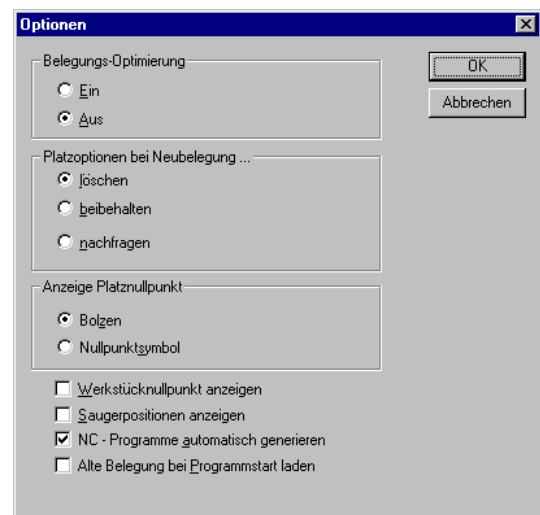 Optionen
Belegungs-Optimierung
Ein
Aus
OK
Abbrechen
Platzoptionen bei Neubelegung ...
löschen
beibehalten
nachfragen
Anzeige Platznullpunkt
Bolzen
Nullpunktsymbol
Werkstücknullpunkt anzeigen
Saugerpositionen anzeigen
NC - Programme automatisch generieren
Alte Belegung bei Programmstart laden